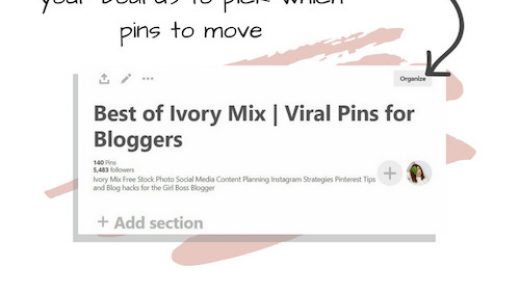 your boards to pick which
pins to move
Organize
Best of Ivory Mix | Viral Pins for
Bloggers
140 Pins
5,483 followers
Ivory Mix Free Stock Photo Social Media Content Planning Instagram Strategies Pinterest Tips
and Blog hacks for the Girl Boss Blogger
+ Add section